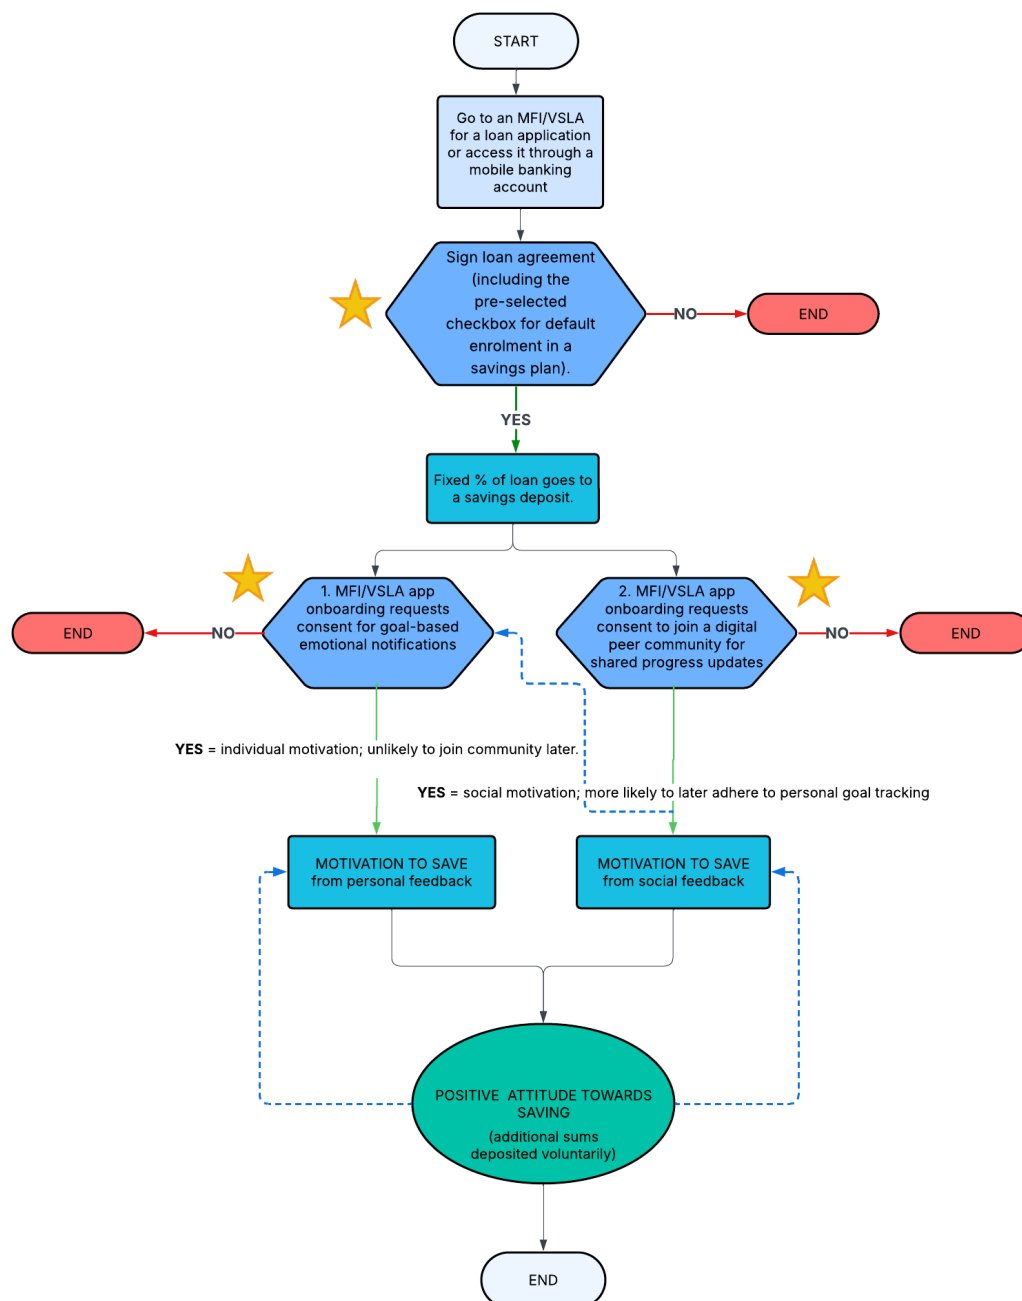 START
Go to an MFI/VSLA
for a loan application
or access it through a
mobile banking
account
Sign loan agreement
(including the
pre-selected
checkbox for default
enrolment in a
savings plan).
NO
END
YES
Fixed % of loan goes to
a savings deposit.
1. MFI/VSLA app
onboarding requests
consent for goal-based
emotional notifications
NO
END
2. MFI/VSLA app
onboarding requests
consent to join a digital
peer community for
shared progress updates
NO
END
YES = individual motivation; unlikely to join community later.
YES = social motivation; more likely to later adhere to personal goal tracking
MOTIVATION TO SAVE
from personal feedback
MOTIVATION TO SAVE
from social feedback
POSITIVE ATTITUDE TOWARDS
SAVING
(additional sums
deposited voluntarily)
END